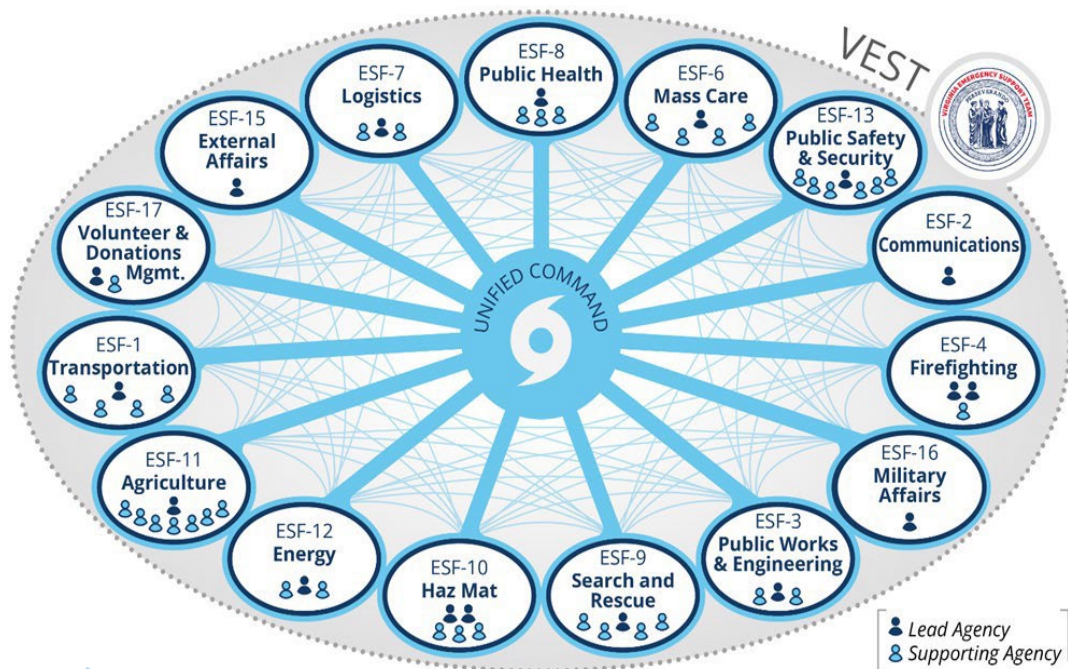 VEST
VIRGINIA EMERGENCY SUPPORT TEAM
PERSEVERANDO
ESF-8
Public Health
ESF-6
Mass Care
ESF-13
Public Safety
& Security
ESF-2
Communications
ESF-4
Firefighting
ESF-16
Military
Affairs
ESF-3
Public Works
& Engineering
ESF-9
Search and
Rescue
ESF-10
Haz Mat
ESF-12
Energy
ESF-11
Agriculture
ESF-1
Transportation
ESF-17
Volunteer &
Donations
Mgmt.
ESF-15
External
Affairs
ESF-7
Logistics
UNIFIED COMMAND
Lead Agency
Supporting Agency